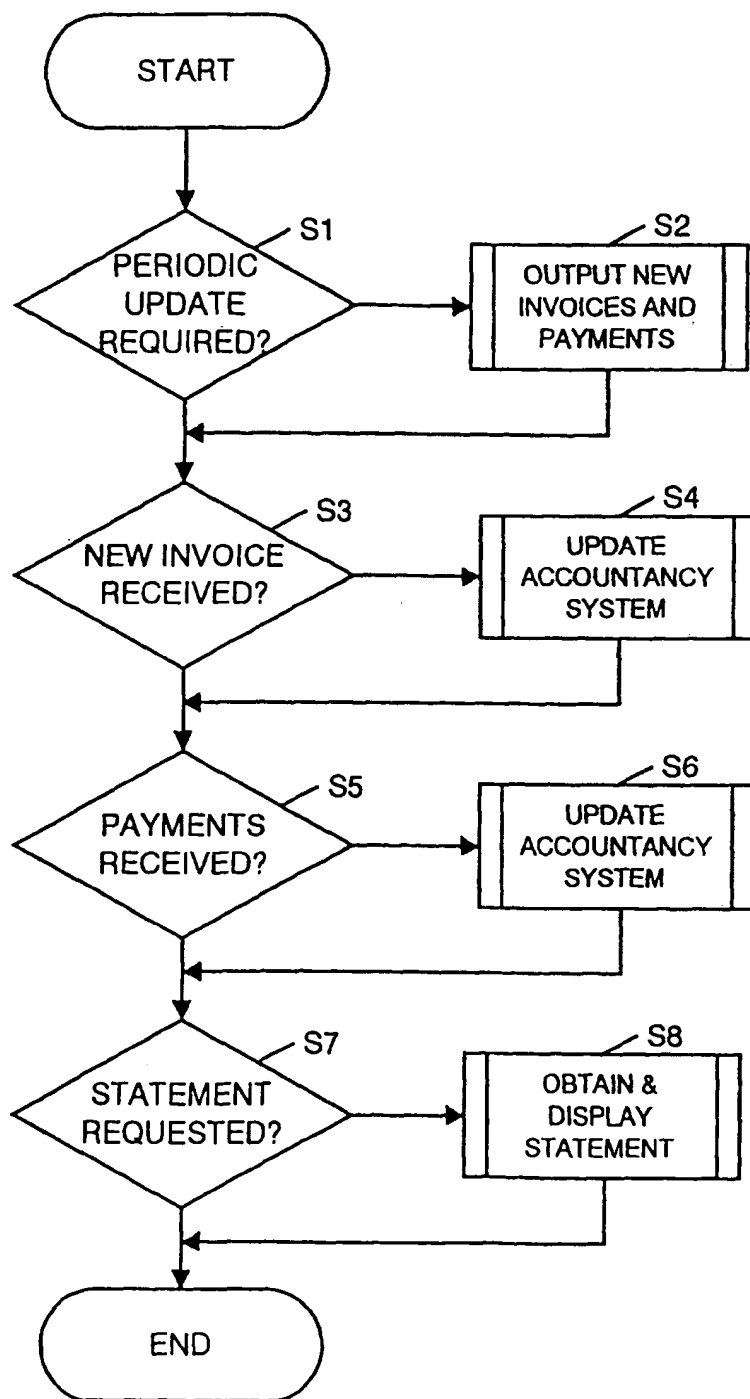 START
S1
PERIODIC
UPDATE
REQUIRED?
S2
OUTPUT NEW
INVOICES AND
PAYMENTS
S3
NEW INVOICE
RECEIVED?
S4
UPDATE
ACCOUNTANCY
SYSTEM
S5
PAYMENTS
RECEIVED?
S6
UPDATE
ACCOUNTANCY
SYSTEM
S7
STATEMENT
REQUESTED?
S8
OBTAIN &
DISPLAY
STATEMENT
END